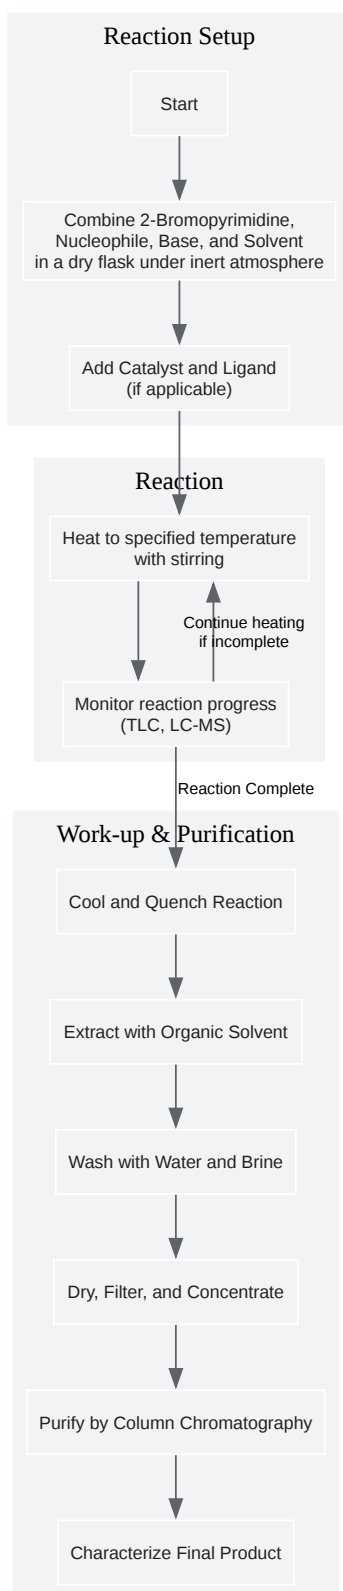 Reaction Setup
Start
Combine 2-Bromopyrimidine,
Nucleophile, Base, and Solvent
in a dry flask under inert atmosphere
Add Catalyst and Ligand
(if applicable)
Reaction
Heat to specified temperature
with stirring
Continue heating
if incomplete
Monitor reaction progress
(TLC, LC-MS)
Reaction Complete
Work-up & Purification
Cool and Quench Reaction
Extract with Organic Solvent
Wash with Water and Brine
Dry, Filter, and Concentrate
Purify by Column Chromatography
Characterize Final Product